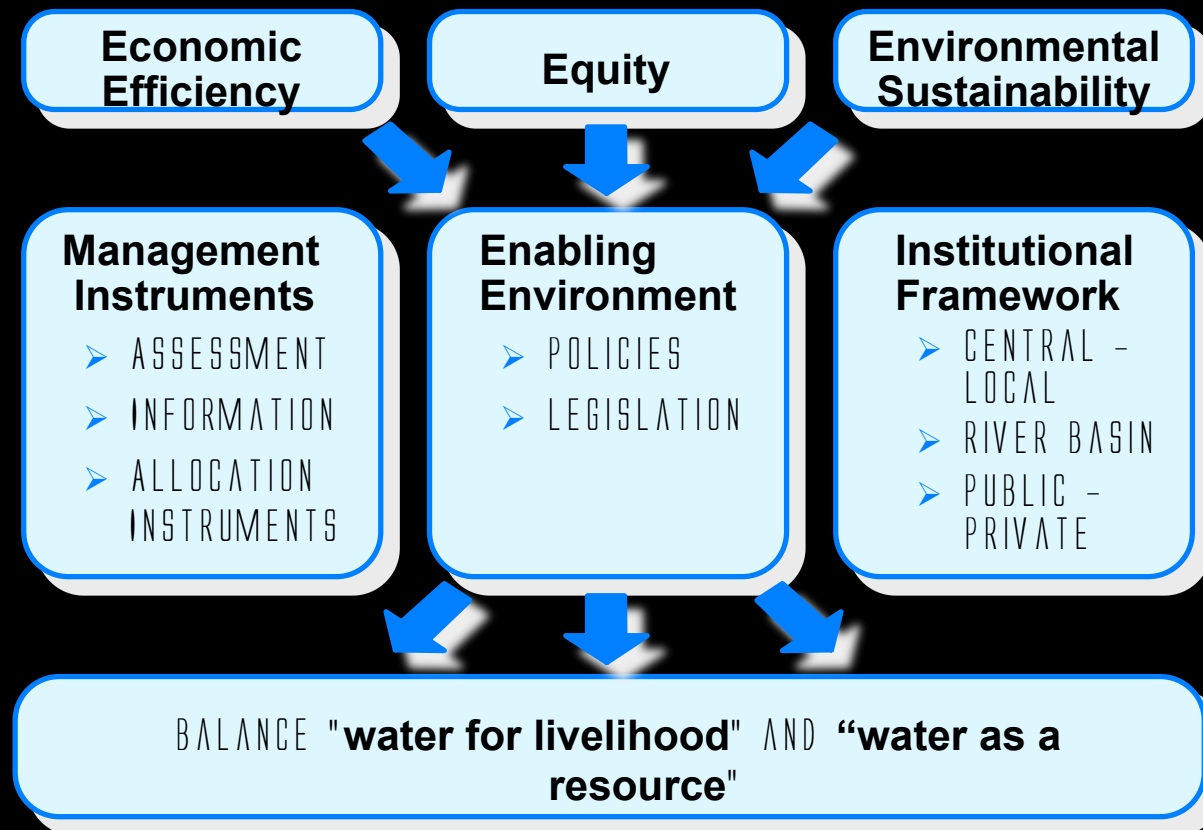 Economic
Efficiency
Equity
Environmental
Sustainability
Management
Instruments
➢ ASSESSMENT
➢ INFORMATION
➢ ALLOCATION
INSTRUMENTS
Enabling
Environment
➢ POLICIES
➢ LEGISLATION
Institutional
Framework
➢ CENTRAL –
LOCAL
➢ RIVER BASIN
➢ PUBLIC –
PRIVATE
BALANCE "water for livelihood" AND “water as a
resource"